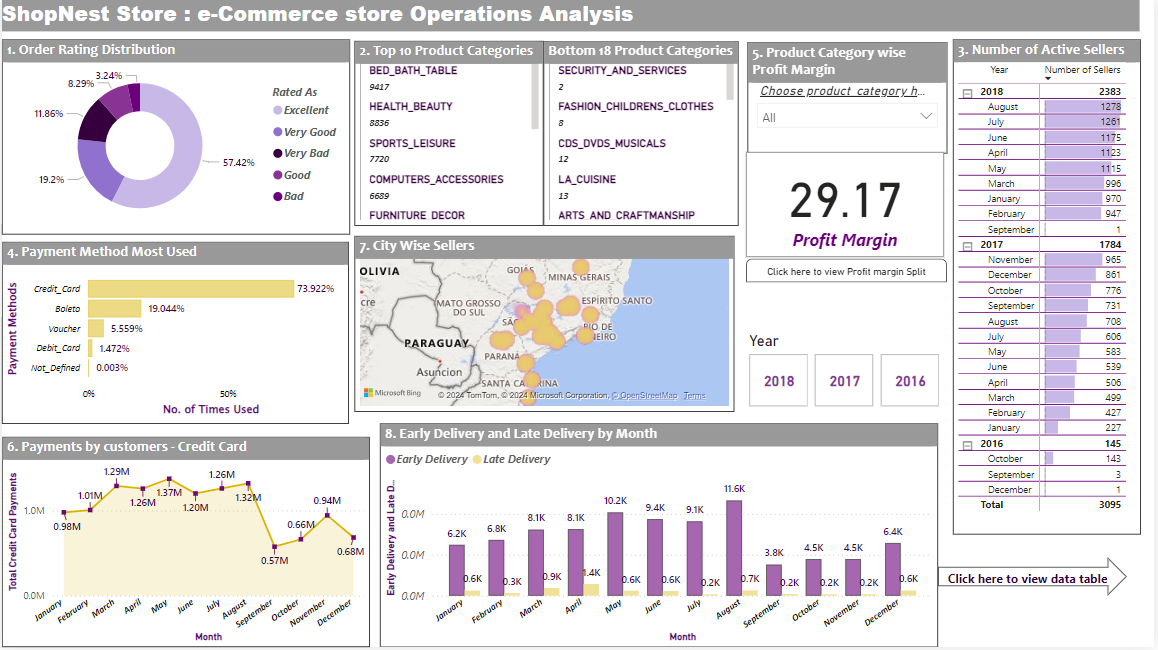 ShopNest Store : e-Commerce store Operations Analysis
1. Order Rating Distribution
3.24%
8.29%
11.86%
19.2%
57.42%
Rated As
Excellent
Very Good
Very Bad
Good
Bad
2. Top 10 Product Categories
BED_BATH_TABLE
9417
HEALTH_BEAUTY
8836
SPORTS_LEISURE
7720
COMPUTERS_ACCESSORIES
6689
FURNITURE_DECOR
Bottom 18 Product Categories
SECURITY_AND_SERVICES
2
FASHION_CHILDRENS_CLOTHES
8
CDS_DVDS_MUSICALS
12
LA_CUISINE
13
ARTS_AND_CRAFTMANSHIP
5. Product Category wise
Profit Margin
Choose product_category h...
All
29.17
Profit Margin
Click here to view Profit margin Split
Year
2018 2017 2016
3. Number of Active Sellers
Year Number of Sellers
2018 2383
August 1278
July 1261
June 1175
April 1123
May 1115
March 996
January 970
February 947
September 1
2017 1784
November 965
December 861
October 776
September 731
August 708
July 606
May 583
June 539
April 506
March 499
February 427
January 227
2016 145
October 143
September 3
December 1
Total 3095
4. Payment Method Most Used
Payment Methods
Credit_Card 73.922%
Boleto 19.044%
Voucher 5.559%
Debit_Card 1.472%
Not_Defined 0.003%
0% 50%
No. of Times Used
7. City Wise Sellers
OLIVIA
GOIÁS
MINAS GERAIS
cre
MATO GROSSO
DO SUL
ESPÍRITO SANTO
RIO DE
NEIRO
PARAGUAY
PARANÁ
Asuncion
SANTA CA RINA
Microsoft Bing
© 2024 TomTom, © 2024 Microsoft Corporation, © OpenStreetMap Terms
6. Payments by customers - Credit Card
Total Credit Card Payments
1.0M
0.0M
0.98M
1.01M
1.29M
1.26M
1.37M
1.20M
1.26M
1.32M
0.57M
0.66M
0.94M
0.68M
January
February
March
April
May
June
July
August
September
October
November
December
Month
8. Early Delivery and Late Delivery by Month
Early Delivery Late Delivery
Early Delivery and Late D...
0.0M
0.0M
0.0M
6.2K
0.6K
6.8K
0.3K
8.1K
0.9K
8.1K
1.4K
10.2K
0.6K
9.4K
0.6K
9.1K
0.2K
11.6K
0.7K
3.8K
0.2K
4.5K
0.2K
4.5K
0.2K
6.4K
0.6K
January
February
March
April
May
June
July
August
September
October
November
December
Month
Click here to view data table